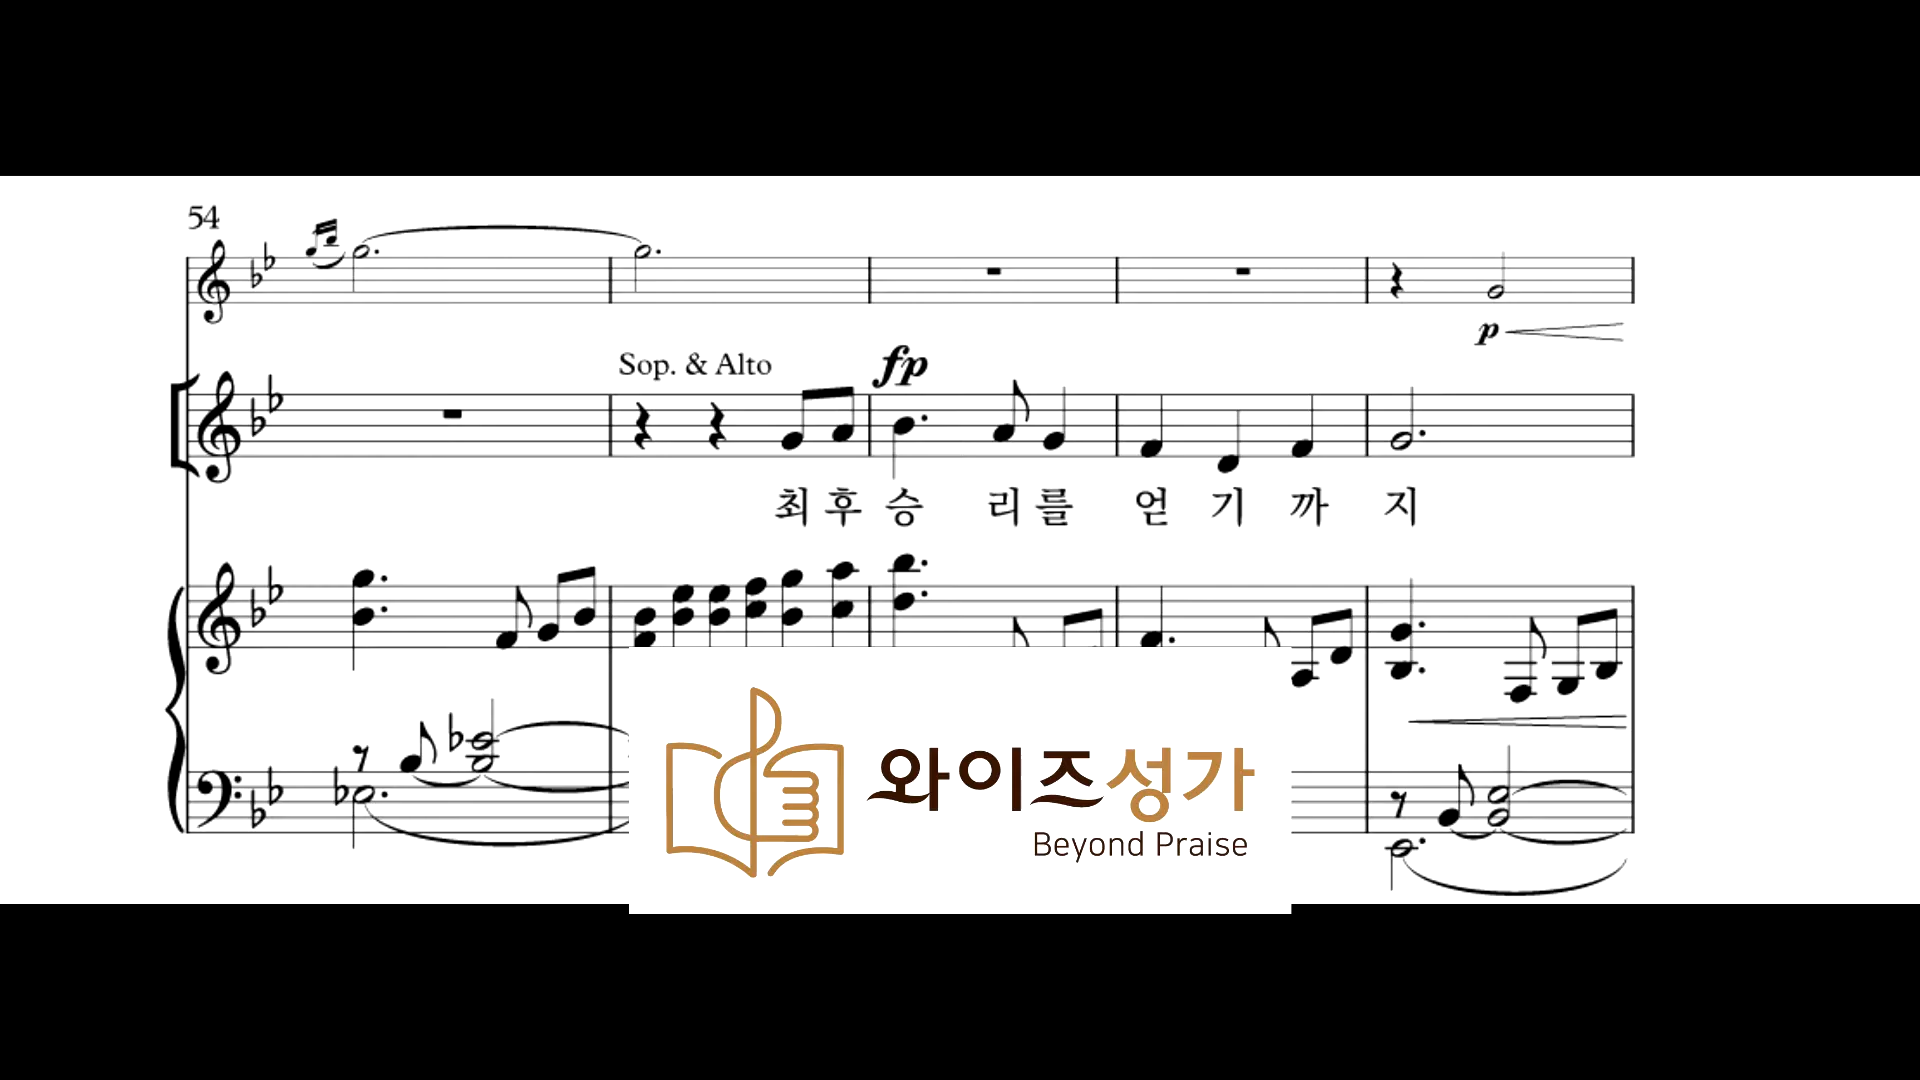 54
p
Sop. & Alto
fp
최 후 승 리 를 얻 기 까 지
와이즈성가
Beyond Praise